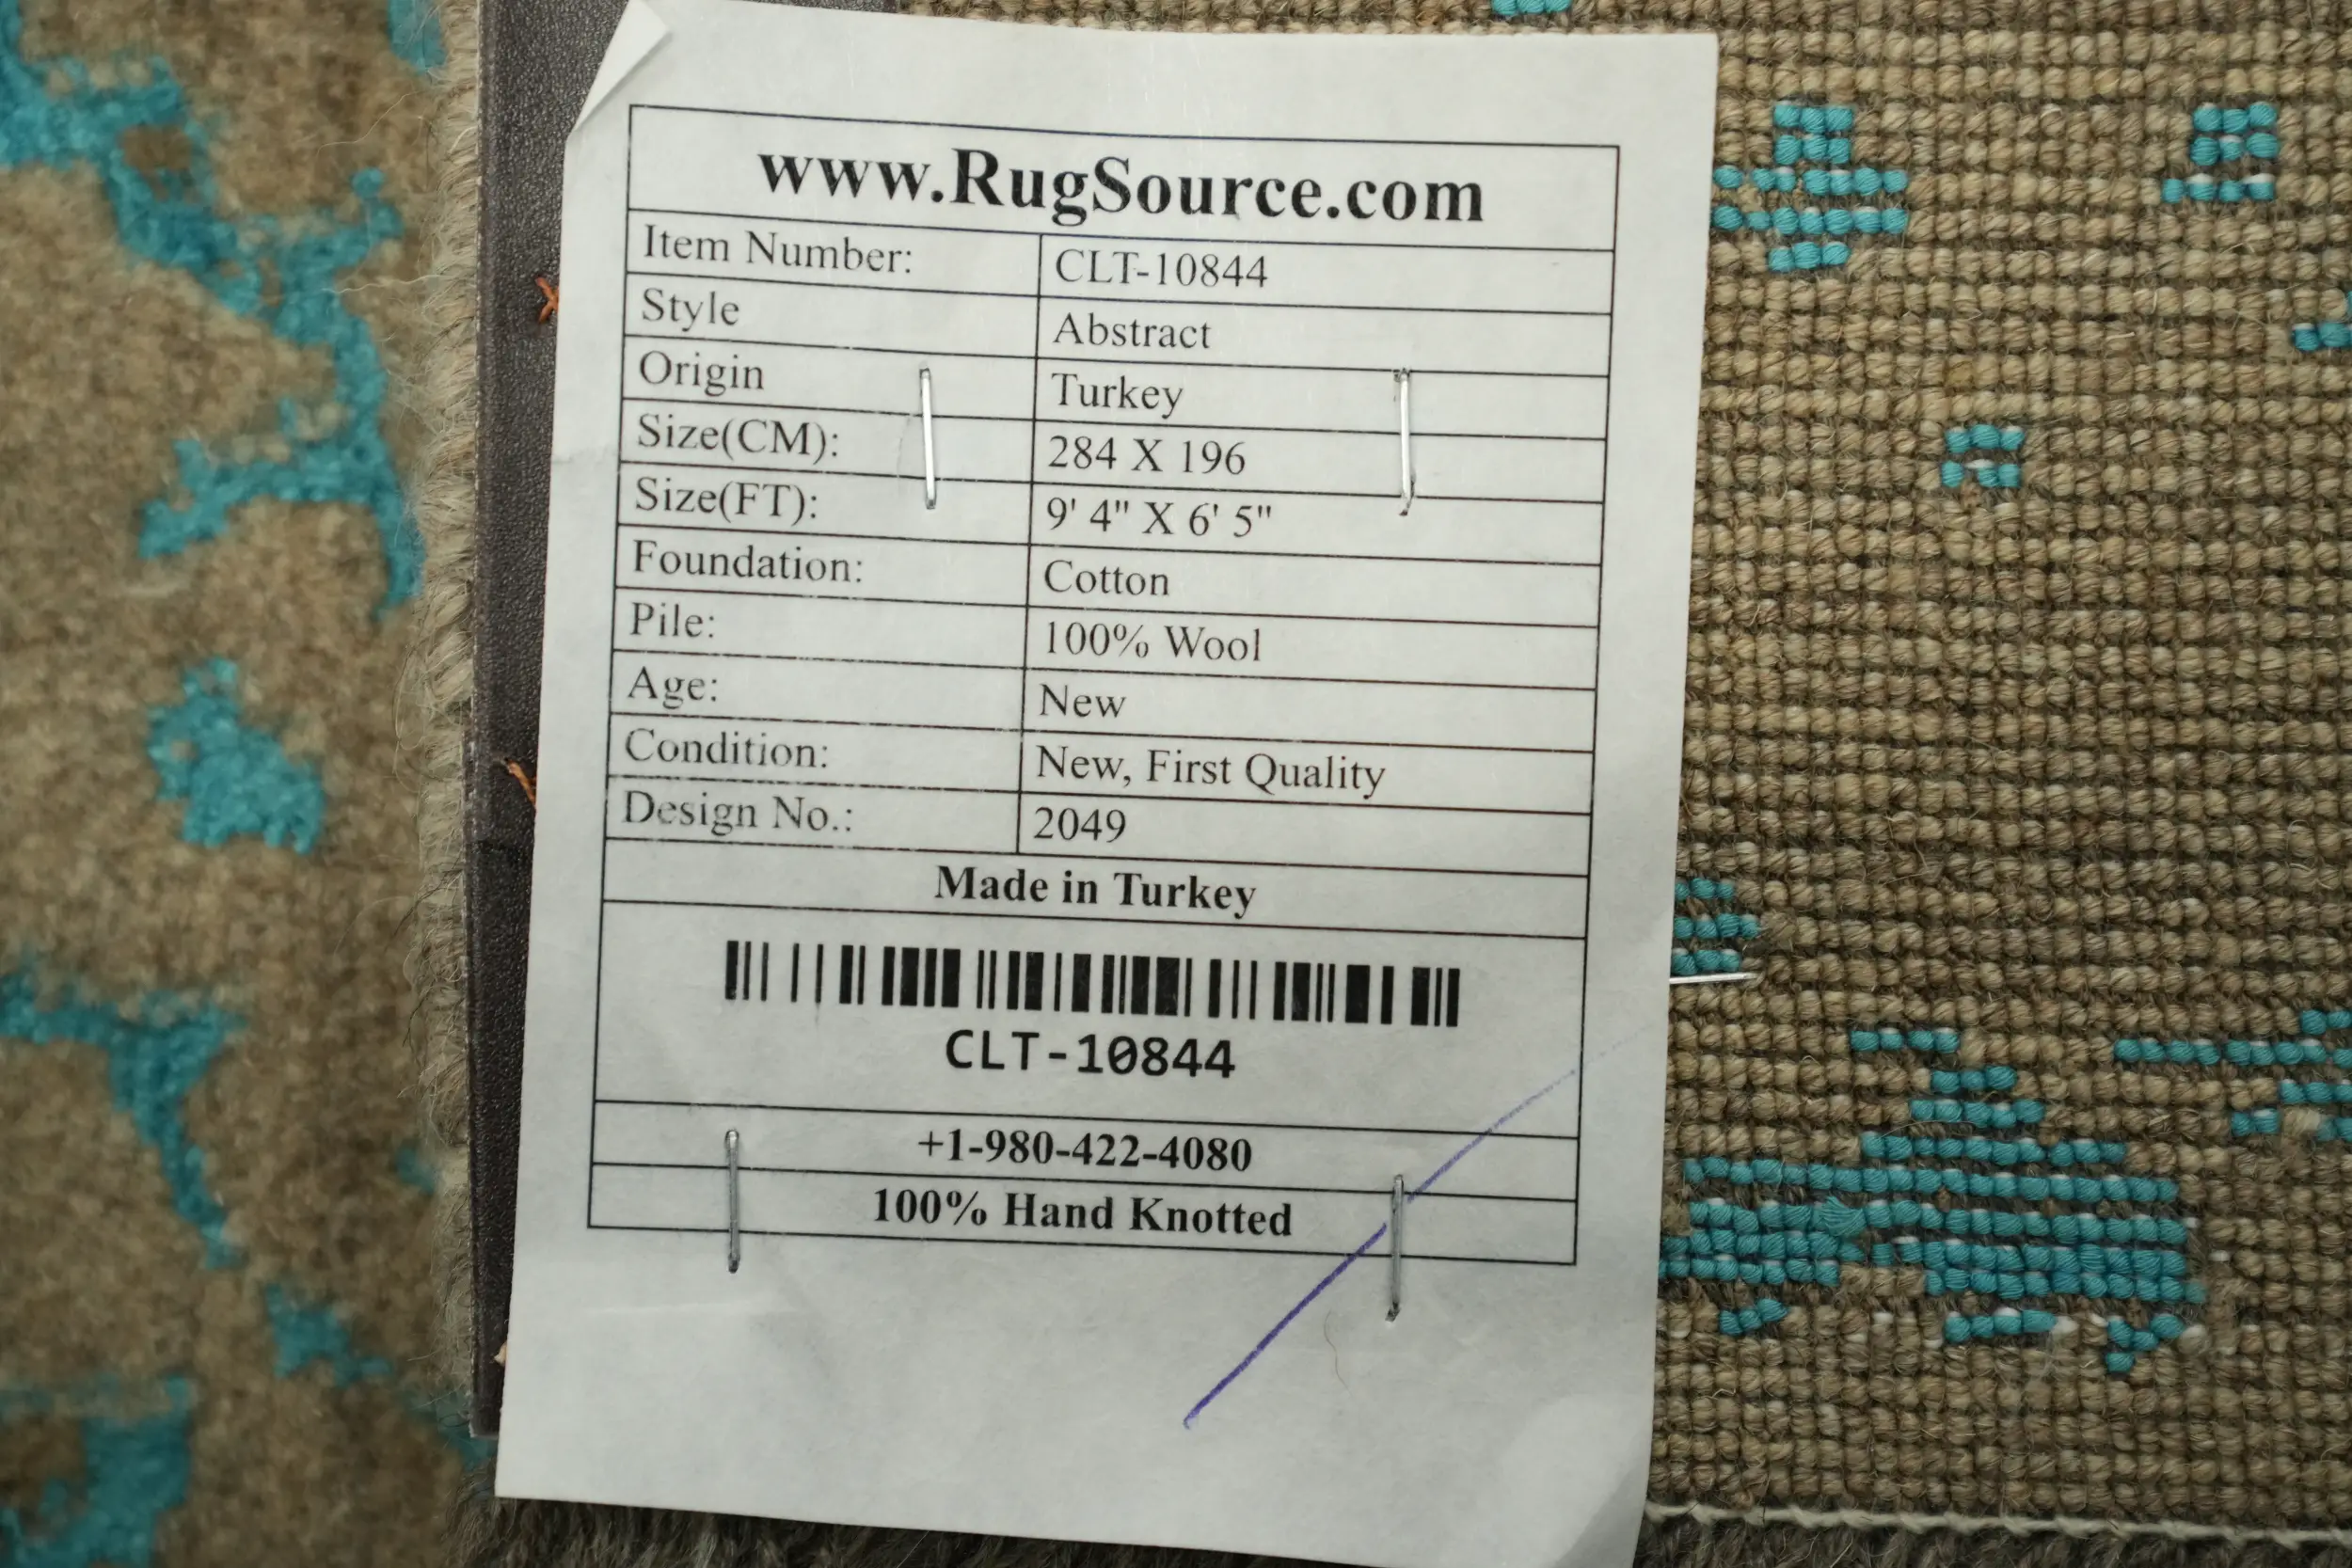 www.RugSource.com
Item Number: CLT-10844
Style Abstract
Origin Turkey
Size(CM): 284 X 196
Size(FT): 9' 4" X 6' 5"
Foundation: Cotton
Pile: 100% Wool
Age: New
Condition: New, First Quality
Design No.: 2049
Made in Turkey
CLT-10844
+1-980-422-4080
100% Hand Knotted